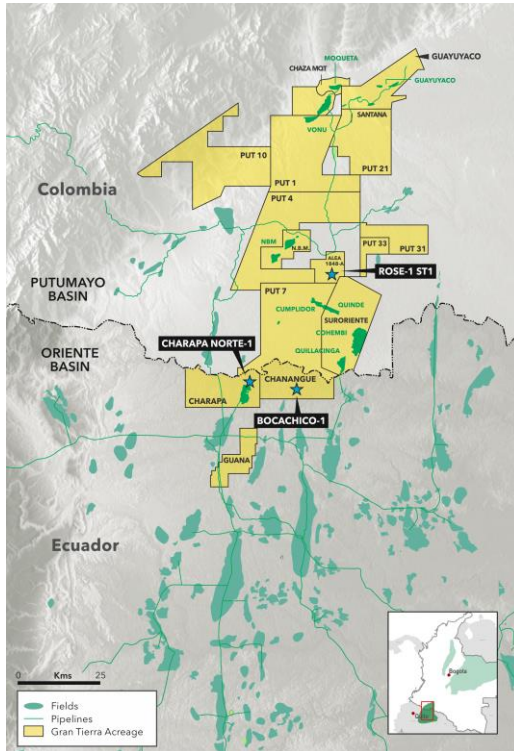 MOQUETA
GUAYUYACO
CHAZA MOT
GUAYUYACO
SANTANA
VONU
PUT 10
PUT 21
PUT 1
Colombia
PUT 4
NBM
N.B.M.
PUT 33
PUT 31
ALEA
1848-A
ROSE-1 ST1
PUTUMAYO
BASIN
PUT 7
CUMPLIDOR
QUINDE
SURORIENTE
COHEMBI
CHARAPA NORTE-1
QUILLACINGA
ORIENTE
BASIN
CHANANGUE
CHARAPA
BOCACHICO-1
GUANA
Ecuador
Bogota
Quito
Kms
0
25
Fields
Pipelines
Gran Tierra Acreage